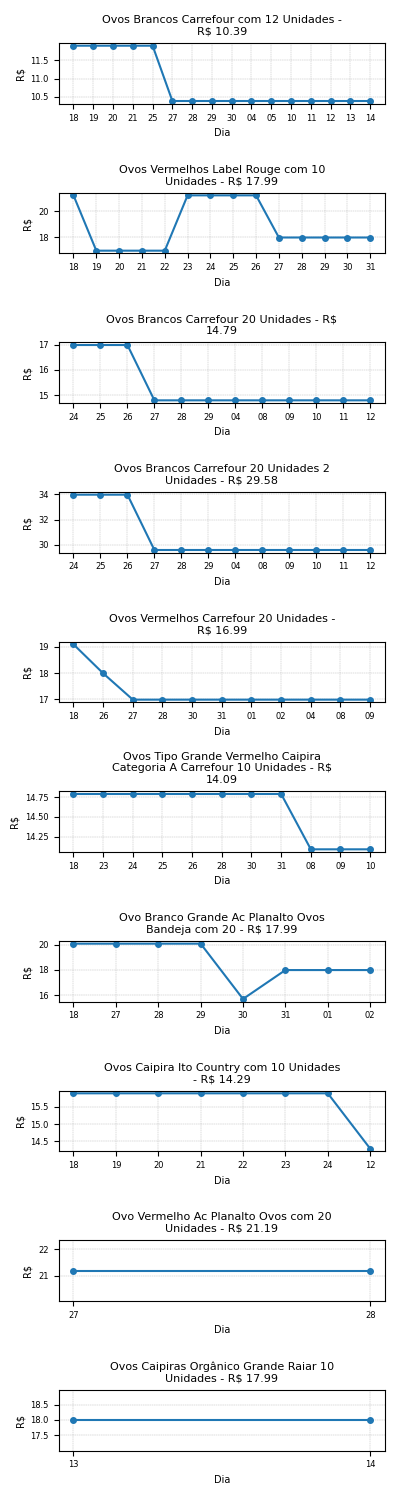 Ovos Brancos Carrefour com 12 Unidades -
R$ 10.39
11.5
11.0
10.5
R$
18 19 20 21 25 27 28 29 30 04 05 10 11 12 13 14
Dia
Ovos Vermelhos Label Rouge com 10
Unidades - R$ 17.99
20
18
R$
18 19 20 21 22 23 24 25 26 27 28 29 30 31
Dia
Ovos Brancos Carrefour 20 Unidades - R$
14.79
17
16
15
R$
24 25 26 27 28 29 04 08 09 10 11 12
Dia
Ovos Brancos Carrefour 20 Unidades 2
Unidades - R$ 29.58
34
32
30
R$
24 25 26 27 28 29 04 08 09 10 11 12
Dia
Ovos Vermelhos Carrefour 20 Unidades -
R$ 16.99
19
18
17
R$
18 26 27 28 30 31 01 02 04 08 09
Dia
Ovos Tipo Grande Vermelho Caipira
Categoria A Carrefour 10 Unidades - R$
14.09
14.75
14.50
14.25
R$
18 23 24 25 26 28 30 31 08 09 10
Dia
Ovo Branco Grande Ac Planalto Ovos
Bandeja com 20 - R$ 17.99
20
18
16
R$
18 27 28 29 30 31 01 02
Dia
Ovos Caipira Ito Country com 10 Unidades
- R$ 14.29
15.5
15.0
14.5
R$
18 19 20 21 22 23 24 12
Dia
Ovo Vermelho Ac Planalto Ovos com 20
Unidades - R$ 21.19
22
21
R$
27 28
Dia
Ovos Caipiras Orgânico Grande Raiar 10
Unidades - R$ 17.99
18.5
18.0
17.5
R$
13 14
Dia